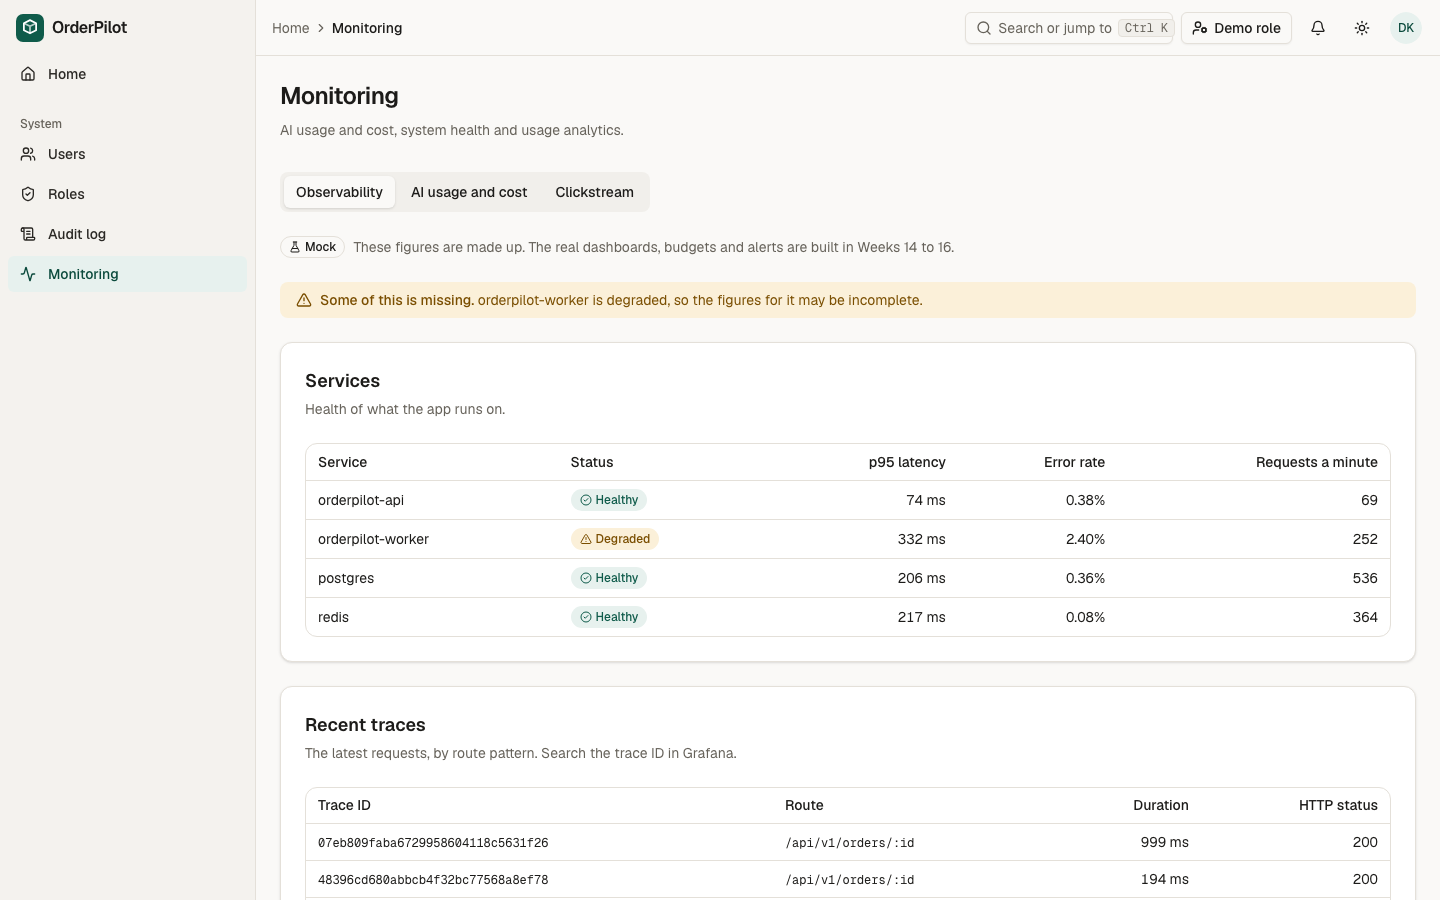 OrderPilot
Home
System
Users
Roles
Audit log
Monitoring
Home > Monitoring
Search or jump to Ctrl K
Demo role
DK
Monitoring
AI usage and cost, system health and usage analytics.
Observability AI usage and cost Clickstream
Mock These figures are made up. The real dashboards, budgets and alerts are built in Weeks 14 to 16.
Some of this is missing. orderpilot-worker is degraded, so the figures for it may be incomplete.
Services
Health of what the app runs on.
Service Status p95 latency Error rate Requests a minute
orderpilot-api Healthy 74 ms 0.38% 69
orderpilot-worker Degraded 332 ms 2.40% 252
postgres Healthy 206 ms 0.36% 536
redis Healthy 217 ms 0.08% 364
Recent traces
The latest requests, by route pattern. Search the trace ID in Grafana.
Trace ID Route Duration HTTP status
07eb809faba6729958604118c5631f26 /api/v1/orders/:id 999 ms 200
48396cd680abbcb4f32bc77568a8ef78 /api/v1/orders/:id 194 ms 200